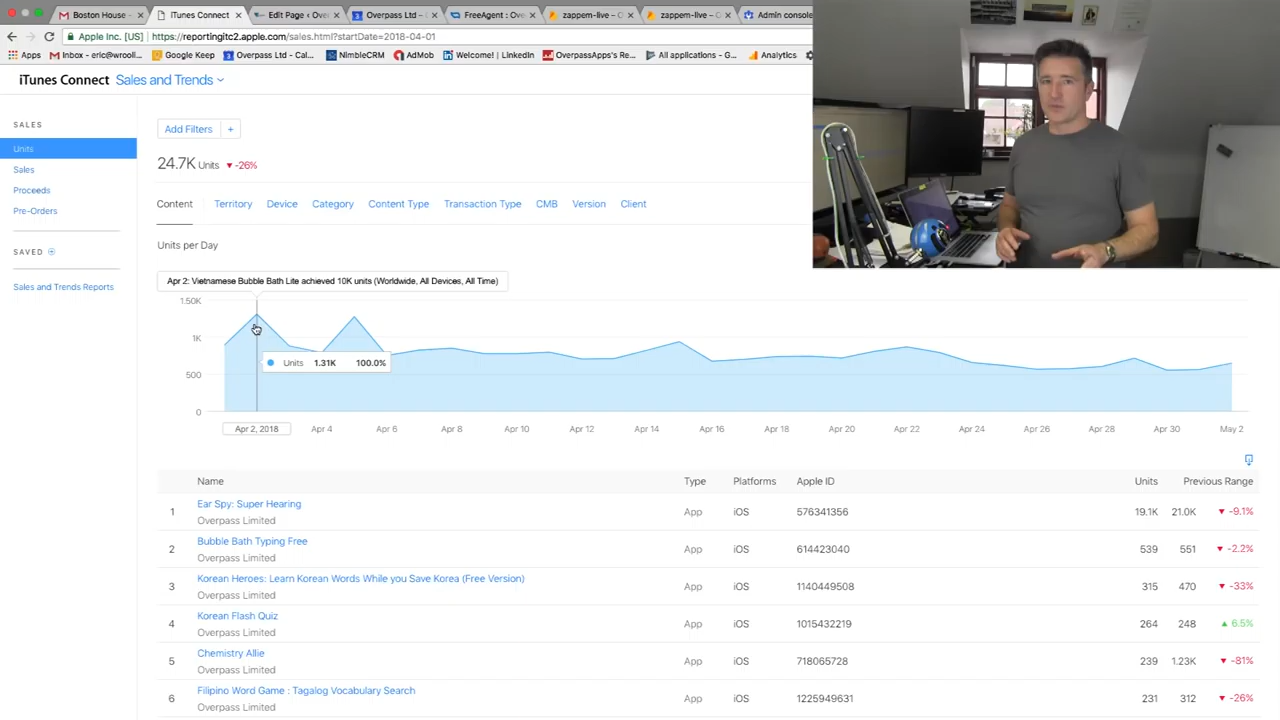 Boston House -
iTunes Connect
Edit Page ‹ Over
Overpass Ltd - C
FreeAgent: Ove
zappem-live – O
zappem-live – C
Admin console
Apple Inc. [US] https://reportingitc2.apple.com/sales.html?startDate=2018-04-01
Apps
Inbox - eric@wrooli...
Google Keep
Overpass Ltd - Cal...
NimbleCRM
AdMob
Welcome! | LinkedIn
OverpassApps's Re...
All applications - G...
Analytics
iTunes Connect Sales and Trends
SALES
Units
Sales
Proceeds
Pre-Orders
SAVED
Sales and Trends Reports
Add Filters +
24.7K Units ▼ -26%
Content Territory Device Category Content Type Transaction Type CMB Version Client
Units per Day
Apr 2: Vietnamese Bubble Bath Lite achieved 10K units (Worldwide, All Devices, All Time)
1.50K
1K
500
0
Units 1.31K 100.0%
Apr 2, 2018 Apr 4 Apr 6 Apr 8 Apr 10 Apr 12 Apr 14 Apr 16 Apr 18 Apr 20 Apr 22 Apr 24 Apr 26 Apr 28 Apr 30 May 2
Name Type Platforms Apple ID Units Previous Range
1 Ear Spy: Super Hearing App iOS 576341356 19.1K 21.0K ▼ -9.1%
Overpass Limited
2 Bubble Bath Typing Free App iOS 614423040 539 551 ▼ -2.2%
Overpass Limited
3 Korean Heroes: Learn Korean Words While you Save Korea (Free Version) App iOS 1140449508 315 470 ▼ -33%
Overpass Limited
4 Korean Flash Quiz App iOS 1015432219 264 248 ▲ 6.5%
Overpass Limited
5 Chemistry Allie App iOS 718065728 239 1.23K ▼ -81%
Overpass Limited
6 Filipino Word Game : Tagalog Vocabulary Search App iOS 1225949631 231 312 ▼ -26%
Overpass Limited